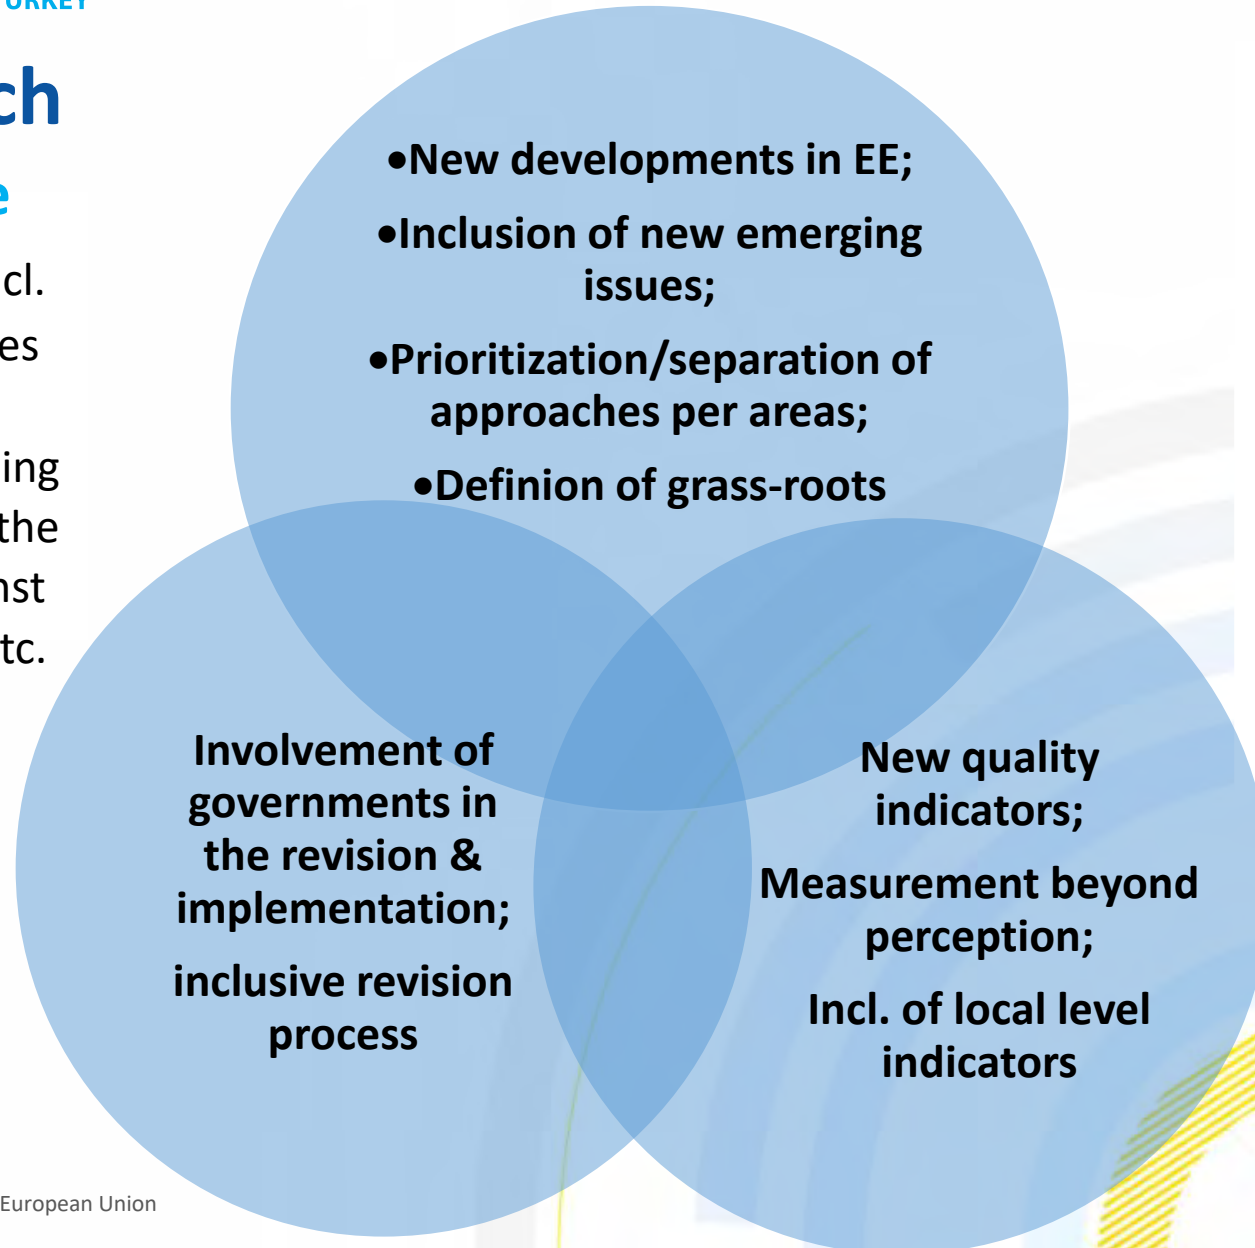 URKEY
ch
e
cl.
es
ing
the
nst
tc.
•New developments in EE;
•Inclusion of new emerging
issues;
•Prioritization/separation of
approaches per areas;
•Definion of grass-roots
Involvement of
governments in
the revision &
implementation;
inclusive revision
process
New quality
indicators;
Measurement beyond
perception;
Incl. of local level
indicators
European Union